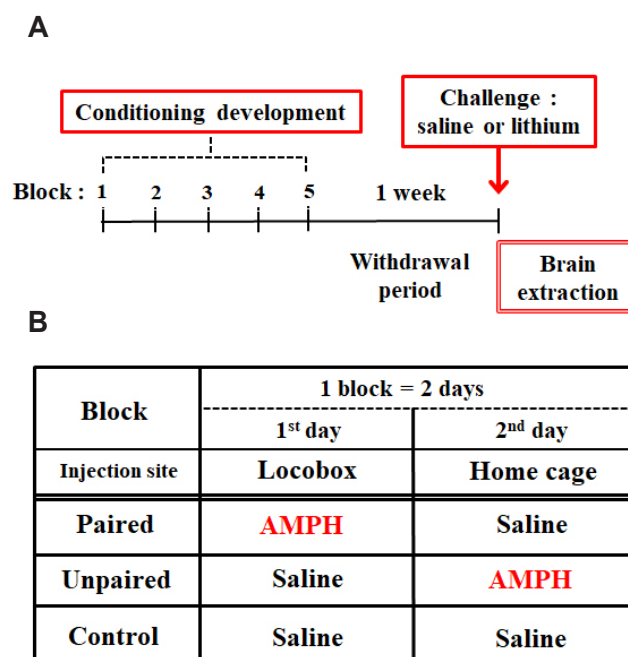 A
Conditioning development
Challenge :
saline or lithium
Block : 1 2 3 4 5 1 week
Withdrawal
period
Brain
extraction
B
Block
1 block = 2 days
1st day 2nd day
Injection site Locobox Home cage
Paired AMPH Saline
Unpaired Saline AMPH
Control Saline Saline